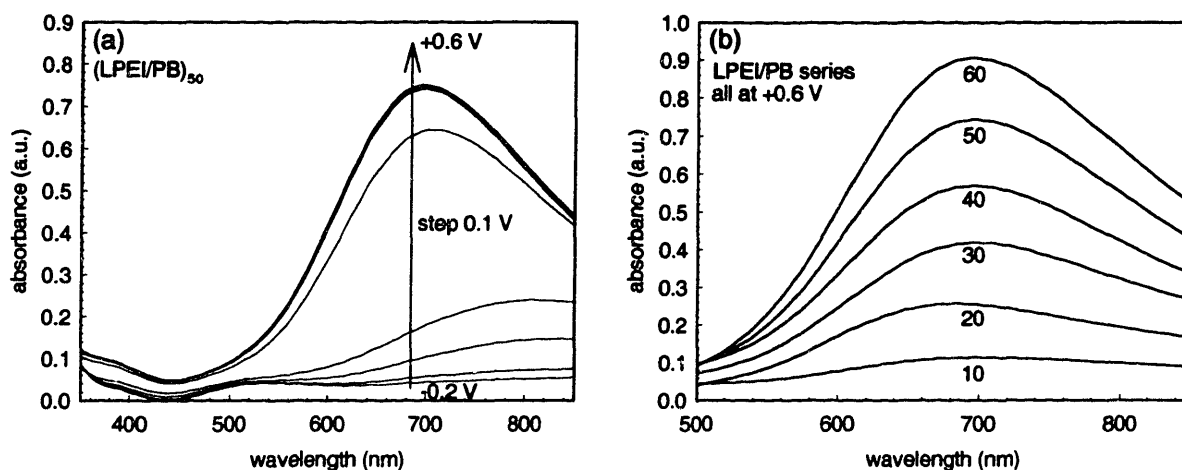 (a)
(LPEI/PB)₅₀
+0.6 V
step 0.1 V
-0.2 V
absorbance (a.u.)
0.9
0.8
0.7
0.6
0.5
0.4
0.3
0.2
0.1
0.0
400 500 600 700 800
wavelength (nm)
(b)
LPEI/PB series
all at +0.6 V
60
50
40
30
20
10
absorbance (a.u.)
1.0
0.9
0.8
0.7
0.6
0.5
0.4
0.3
0.2
0.1
0.0
500 600 700 800
wavelength (nm)